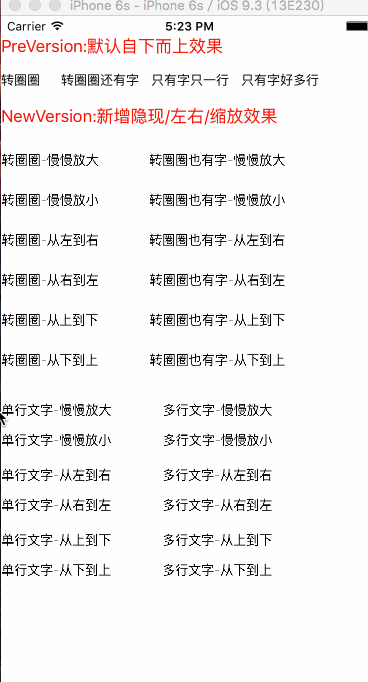 iPhone 6s - iPhone 6s / iOS 9.3 (13E230)
Carrier 5:23 PM
PreVersion:默认自下而上效果
转圈圈 转圈圈还有字 只有字只一行 只有字好多行
NewVersion:新增隐现/左右/缩放效果
转圈圈-慢慢放大 转圈圈也有字-慢慢放大
转圈圈-慢慢放小 转圈圈也有字-慢慢放小
转圈圈-从左到右 转圈圈也有字-从左到右
转圈圈-从右到左 转圈圈也有字-从右到左
转圈圈-从上到下 转圈圈也有字-从上到下
转圈圈-从下到上 转圈圈也有字-从下到上
单行文字-慢慢放大 多行文字-慢慢放大
单行文字-慢慢放小 多行文字-慢慢放小
单行文字-从左到右 多行文字-从左到右
单行文字-从右到左 多行文字-从右到左
单行文字-从上到下 多行文字-从上到下
单行文字-从下到上 多行文字-从下到上